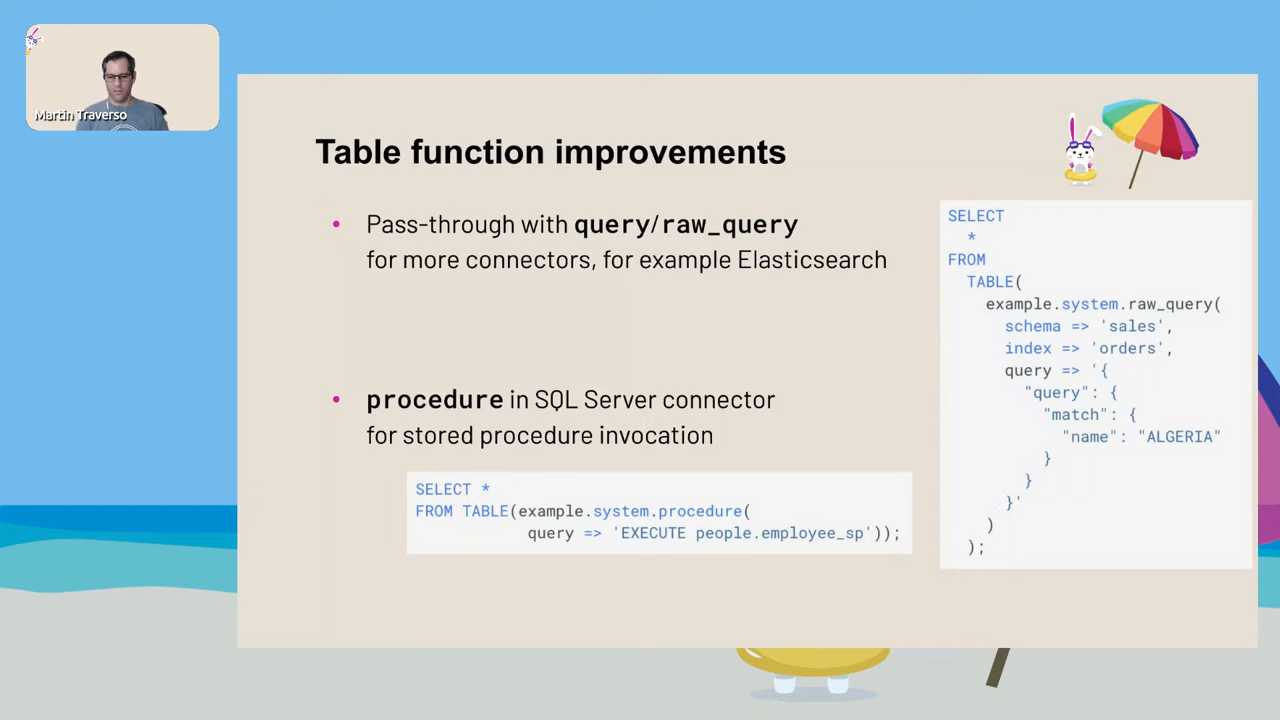 Martin Traverso
Table function improvements
• Pass-through with query/raw_query
for more connectors, for example Elasticsearch
• procedure in SQL Server connector
for stored procedure invocation
SELECT *
FROM TABLE(example.system.procedure(
query => 'EXECUTE people.employee_sp'));
SELECT
*
FROM
TABLE(
example.system.raw_query(
schema => 'sales',
index => 'orders',
query => '{
"query": {
"match": {
"name": "ALGERIA"
}
}
}'
)
);